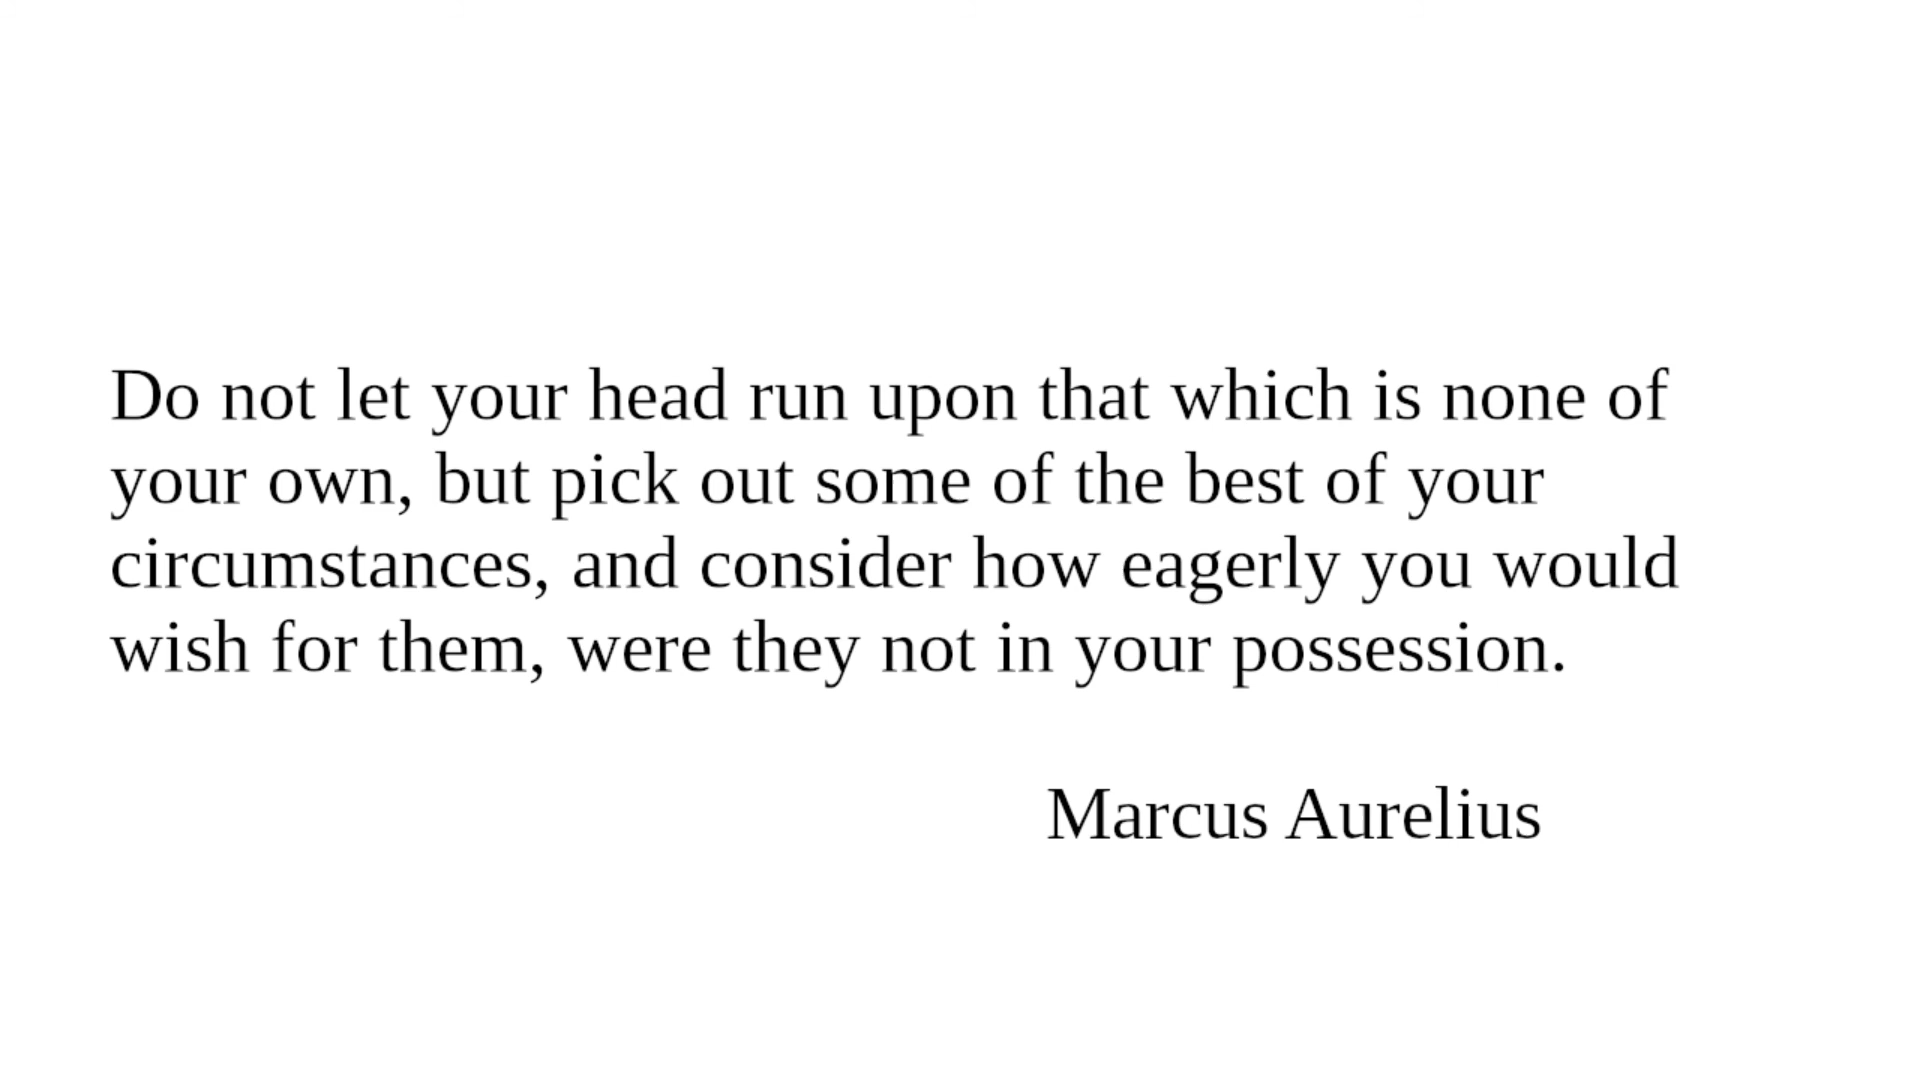 Do not let your head run upon that which is none of
your own, but pick out some of the best of your
circumstances, and consider how eagerly you would
wish for them, were they not in your possession.
Marcus Aurelius